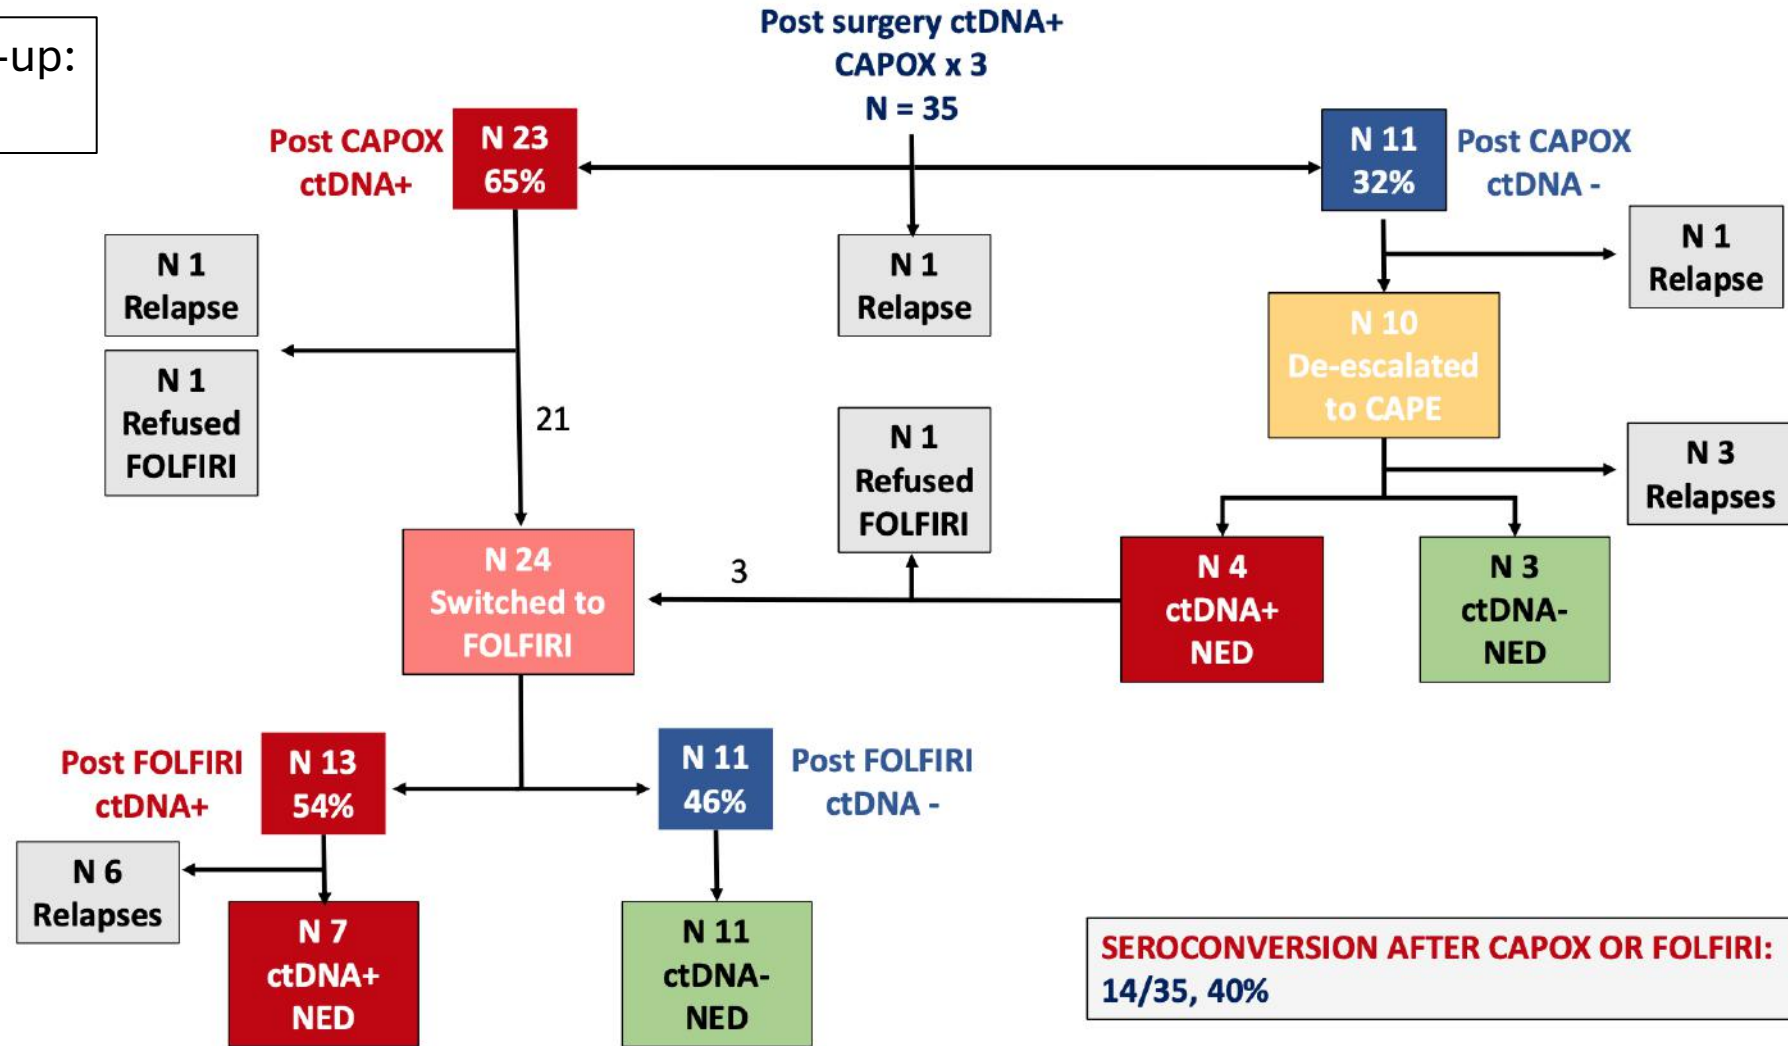 -up:
Post surgery ctDNA+
CAPOX x 3
N = 35
Post CAPOX
ctDNA+
N 23
65%
N 11
32%
Post CAPOX
ctDNA -
N 1
Relapse
N 1
Relapse
N 1
Relapse
N 1
Refused
FOLFIRI
21
N 10
De-escalated
to CAPE
N 1
Refused
FOLFIRI
N 3
Relapses
N 24
Switched to
FOLFIRI
3
N 4
ctDNA+
NED
N 3
ctDNA-
NED
Post FOLFIRI
ctDNA+
N 13
54%
N 11
46%
Post FOLFIRI
ctDNA -
N 6
Relapses
N 7
ctDNA+
NED
N 11
ctDNA-
NED
SEROCONVERSION AFTER CAPOX OR FOLFIRI:
14/35, 40%